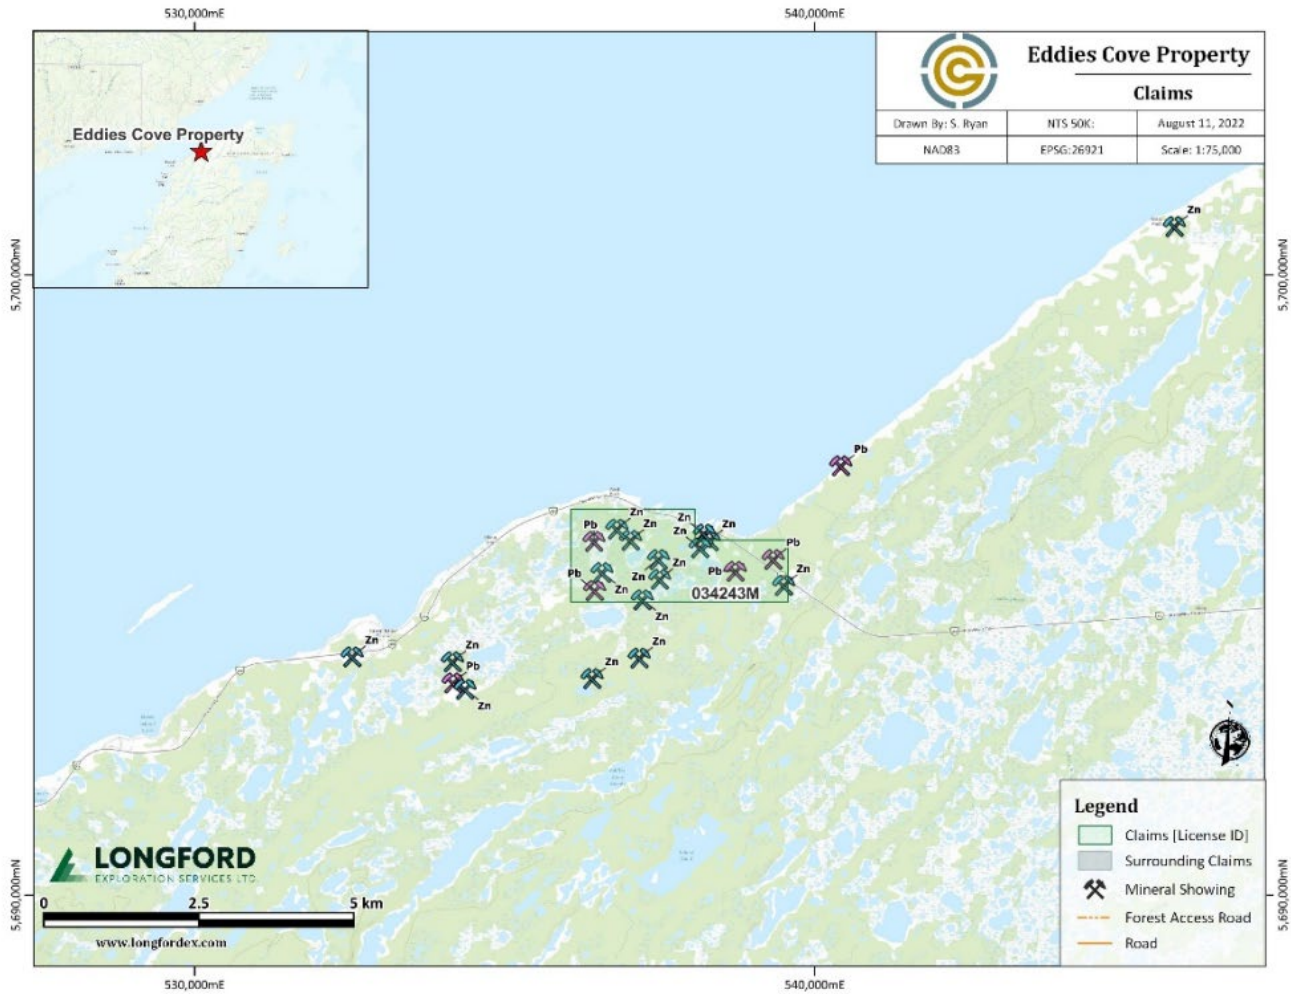 530,000mE
540,000mE
Eddies Cove Property
Eddies Cove Property
Claims
Drawn By: S. Ryan
NTS 50K:
August 11, 2022
NAD83
EPSG:26921
Scale: 1:75,000
5,700,000mN
5,700,000mN
Zn
Pb
Zn
Pb
Zn
Zn
Zn
Zn
Pb
Pb
Zn
Pb
Zn
Zn
034243M
Zn
Zn
Zn
Pb
Zn
Zn
Zn
Legend
Claims [License ID]
Surrounding Claims
Mineral Showing
Forest Access Road
Road
LONGFORD
EXPLORATION SERVICES LTD.
0 2.5 5 km
www.longfordex.com
5,690,000mN
5,690,000mN
530,000mE
540,000mE